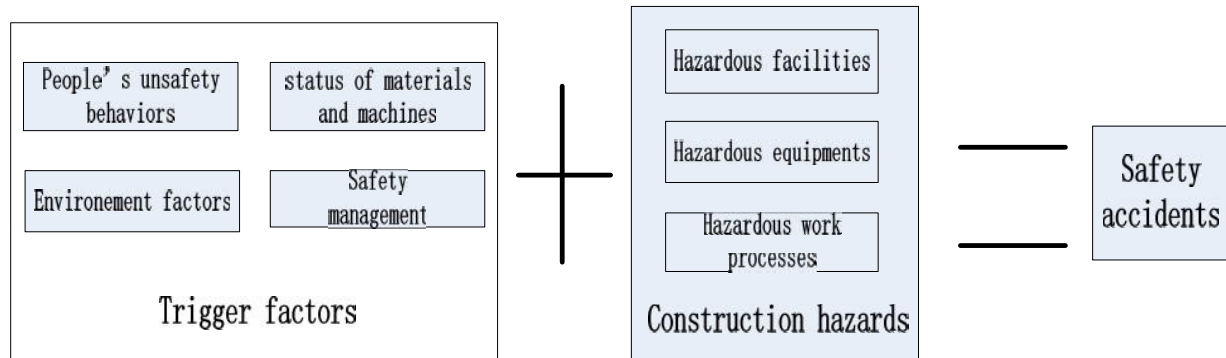 People's unsafety
behaviors
status of materials
and machines
Environement factors
Safety
management
Trigger factors
Hazardous facilities
Hazardous equipments
Hazardous work
processes
Construction hazards
Safety
accidents